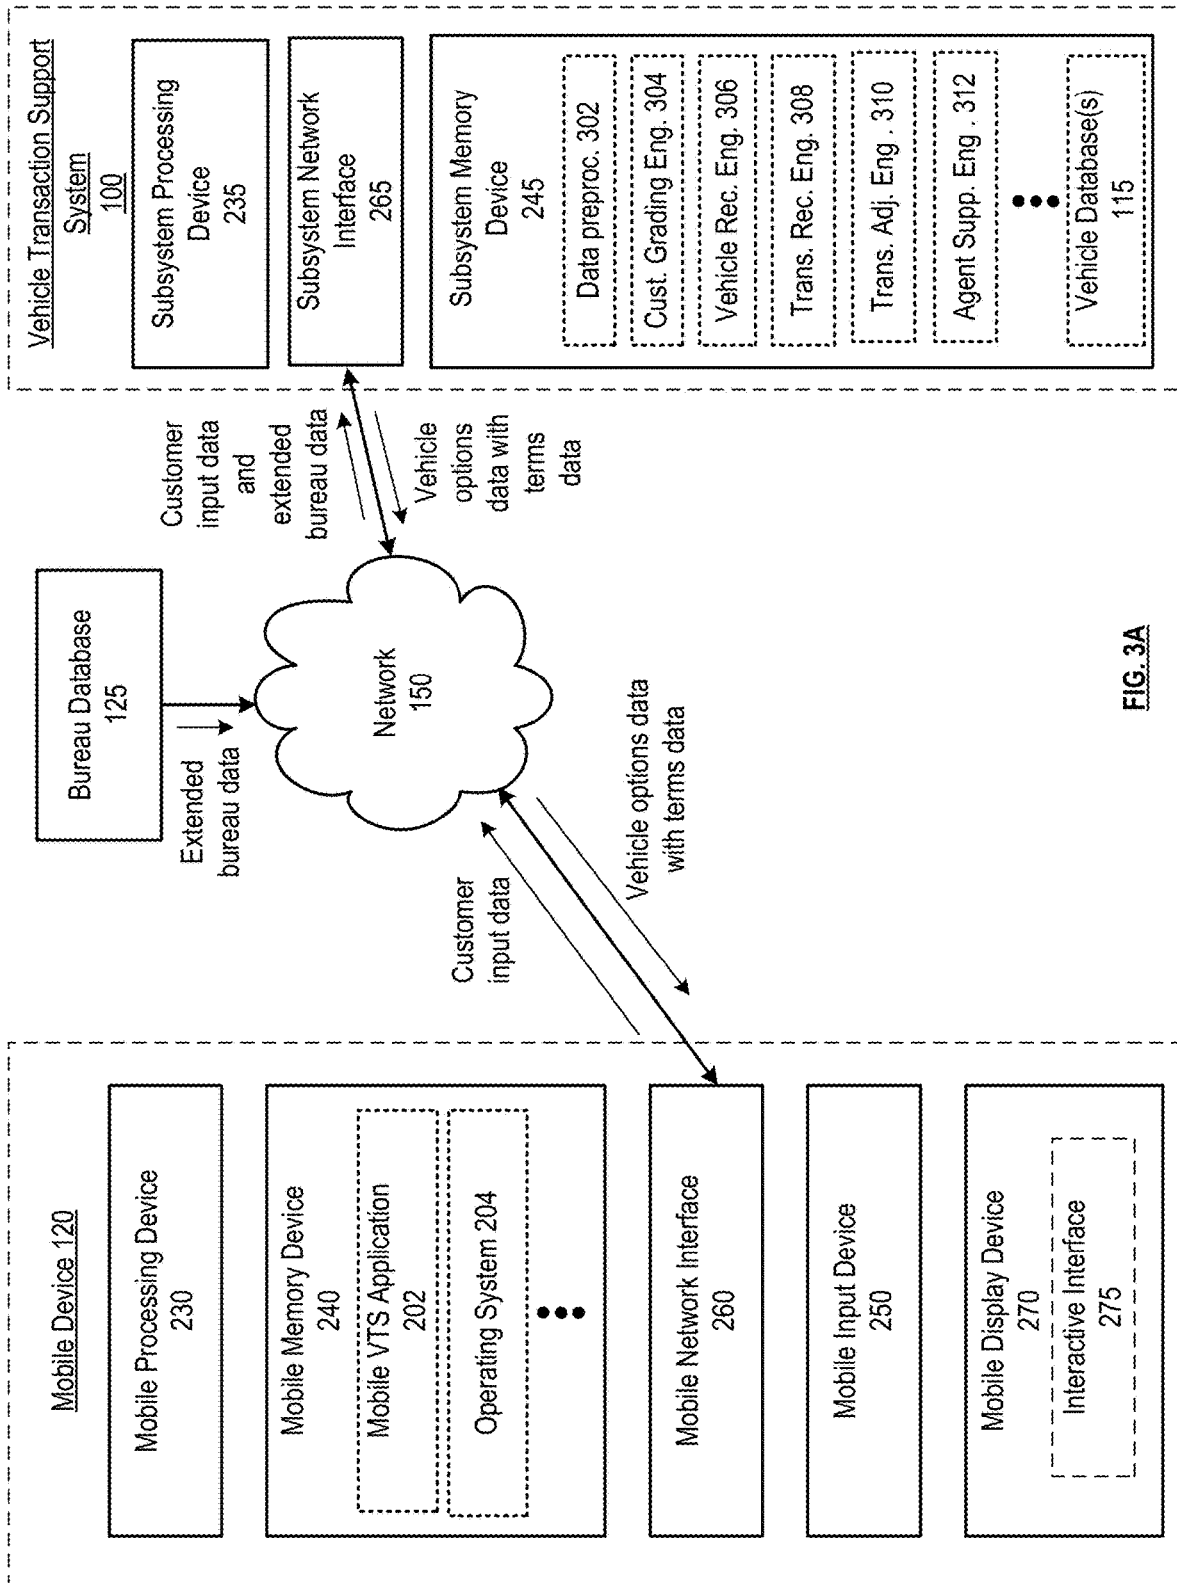 Mobile Device 120
Mobile Processing Device
230
Mobile Memory Device
240
Mobile VTS Application
202
Operating System 204
Mobile Network Interface
260
Mobile Input Device
250
Mobile Display Device
270
Interactive Interface
275
Bureau Database
125
Extended
bureau data
Network
150
Customer
input data
Vehicle options data
with terms data
Customer
input data
and
extended
bureau data
Vehicle
options
data with
terms
data
Vehicle Transaction Support
System
100
Subsystem Processing
Device
235
Subsystem Network
Interface
265
Subsystem Memory
Device
245
Data preproc. 302
Cust. Grading Eng. 304
Vehicle Rec. Eng. 306
Trans. Rec. Eng. 308
Trans. Adj. Eng . 310
Agent Supp. Eng . 312
Vehicle Database(s)
115
FIG. 3A